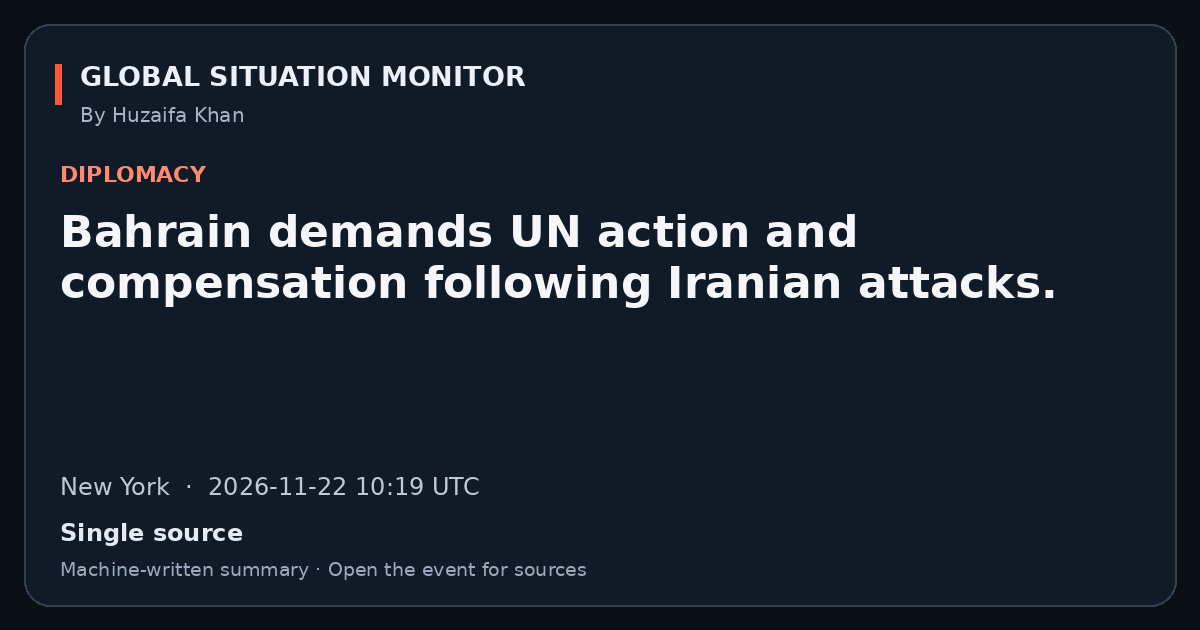 GLOBAL SITUATION MONITOR
By Huzaifa Khan
DIPLOMACY
Bahrain demands UN action and
compensation following Iranian attacks.
New York · 2026-11-22 10:19 UTC
Single source
Machine-written summary · Open the event for sources